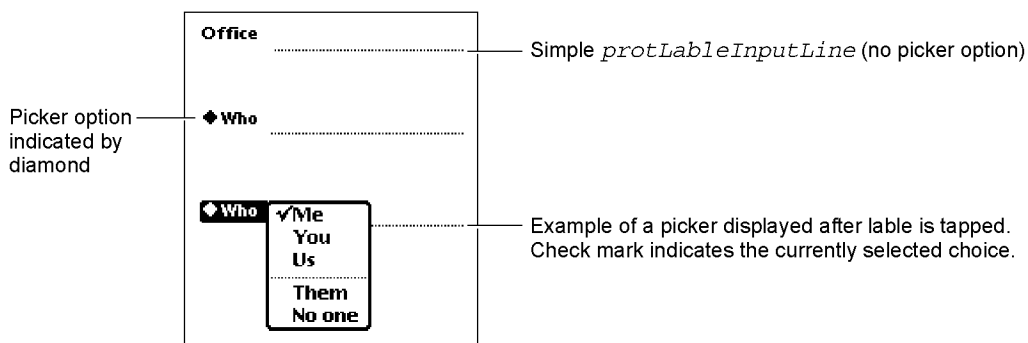 Office
Simple protLableInputLine (no picker option)
Picker option
indicated by
diamond
Who
Who
Me
You
Us
Them
No one
Example of a picker displayed after lable is tapped.
Check mark indicates the currently selected choice.